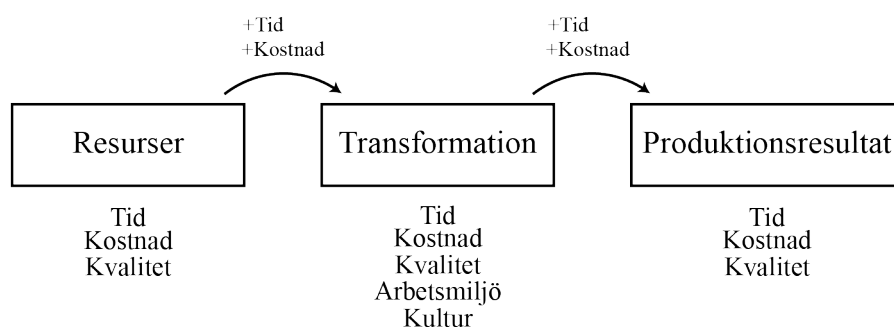 +Tid
+Kostnad
+Tid
+Kostnad
Resurser
Transformation
Produktionsresultat
Tid
Kostnad
Kvalitet
Tid
Kostnad
Kvalitet
Arbetsmiljö
Kultur
Tid
Kostnad
Kvalitet